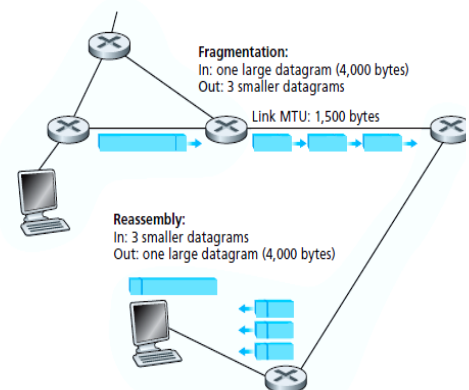 Fragmentation:
In: one large datagram (4,000 bytes)
Out: 3 smaller datagrams
Link MTU: 1,500 bytes
Reassembly:
In: 3 smaller datagrams
Out: one large datagram (4,000 bytes)